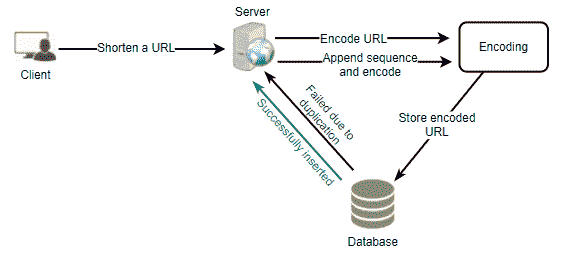 Server
Shorten a URL
Client
Encode URL
Append sequence
and encode
Encoding
Store encoded
URL
Failed due to
duplication
Successfully inserted
Database